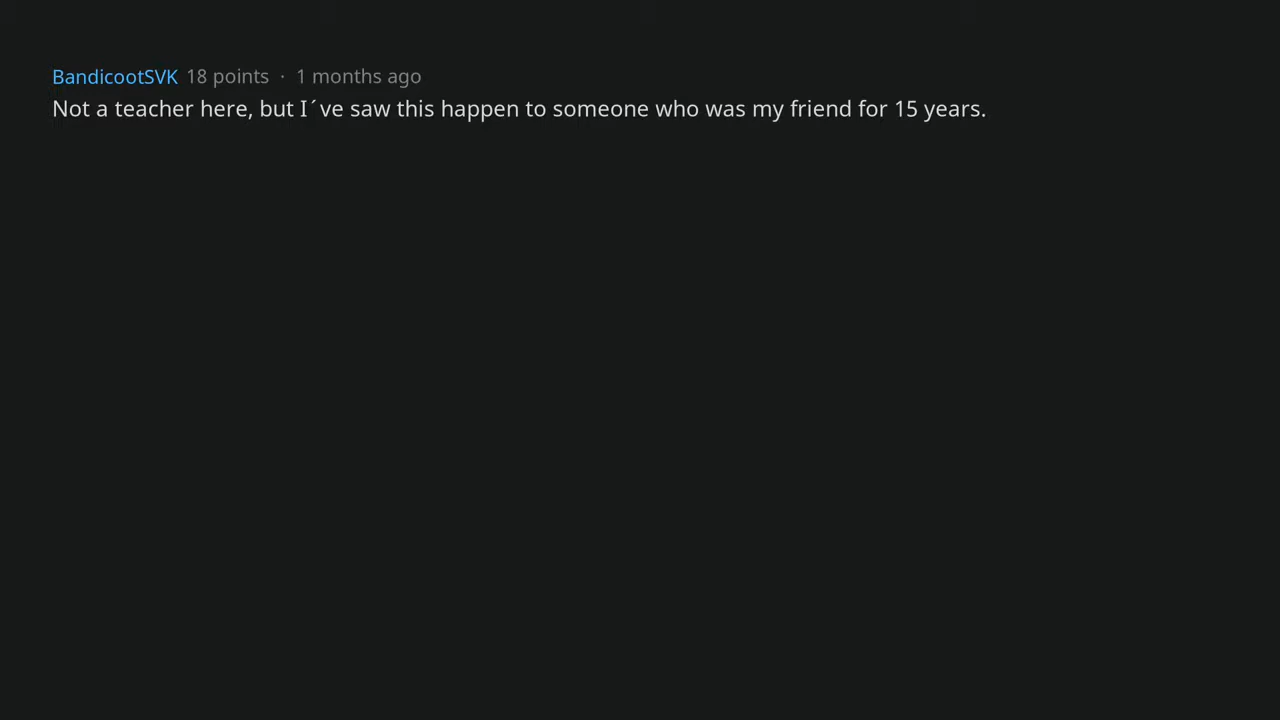 BandicootSVK 18 points · 1 months ago
Not a teacher here, but I´ve saw this happen to someone who was my friend for 15 years.